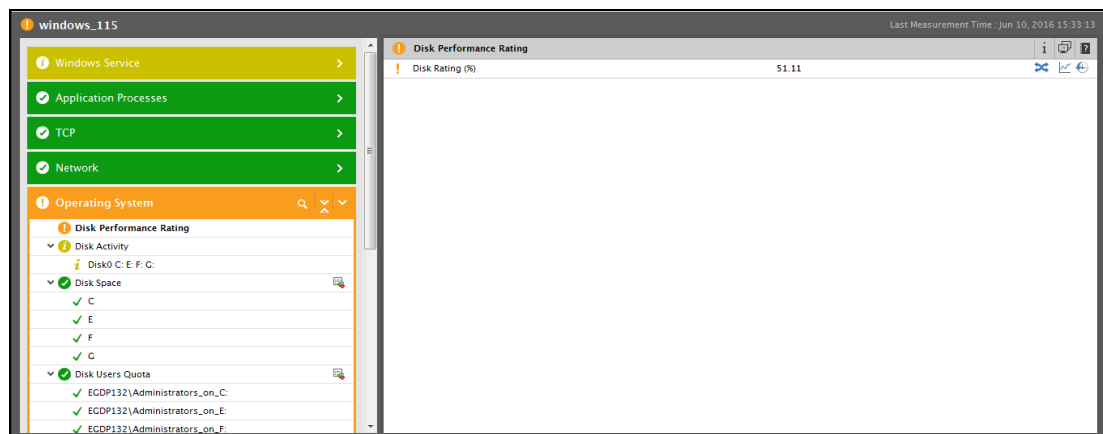 windows_115
Last Measurement Time : Jun 10, 2016 15:33:13
Windows Service
Application Processes
TCP
Network
Operating System
Disk Performance Rating
Disk Activity
Disk0 C: E: F: G:
Disk Space
C
E
F
G
Disk Users Quota
EGDP132\Administrators_on_C:
EGDP132\Administrators_on_E:
EGDP132\Administrators_on_F:
Disk Performance Rating
Disk Rating (%) 51.11